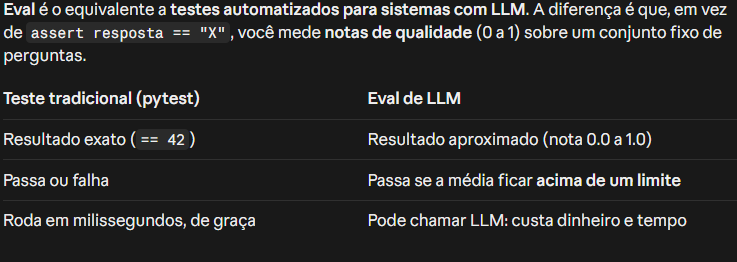 Eval é o equivalente a testes automatizados para sistemas com LLM. A diferença é que, em vez
de assert resposta == "X", você mede notas de qualidade (0 a 1) sobre um conjunto fixo de
perguntas.
Teste tradicional (pytest) Eval de LLM
Resultado exato (== 42) Resultado aproximado (nota 0.0 a 1.0)
Passa ou falha Passa se a média ficar acima de um limite
Roda em milissegundos, de graça Pode chamar LLM: custa dinheiro e tempo